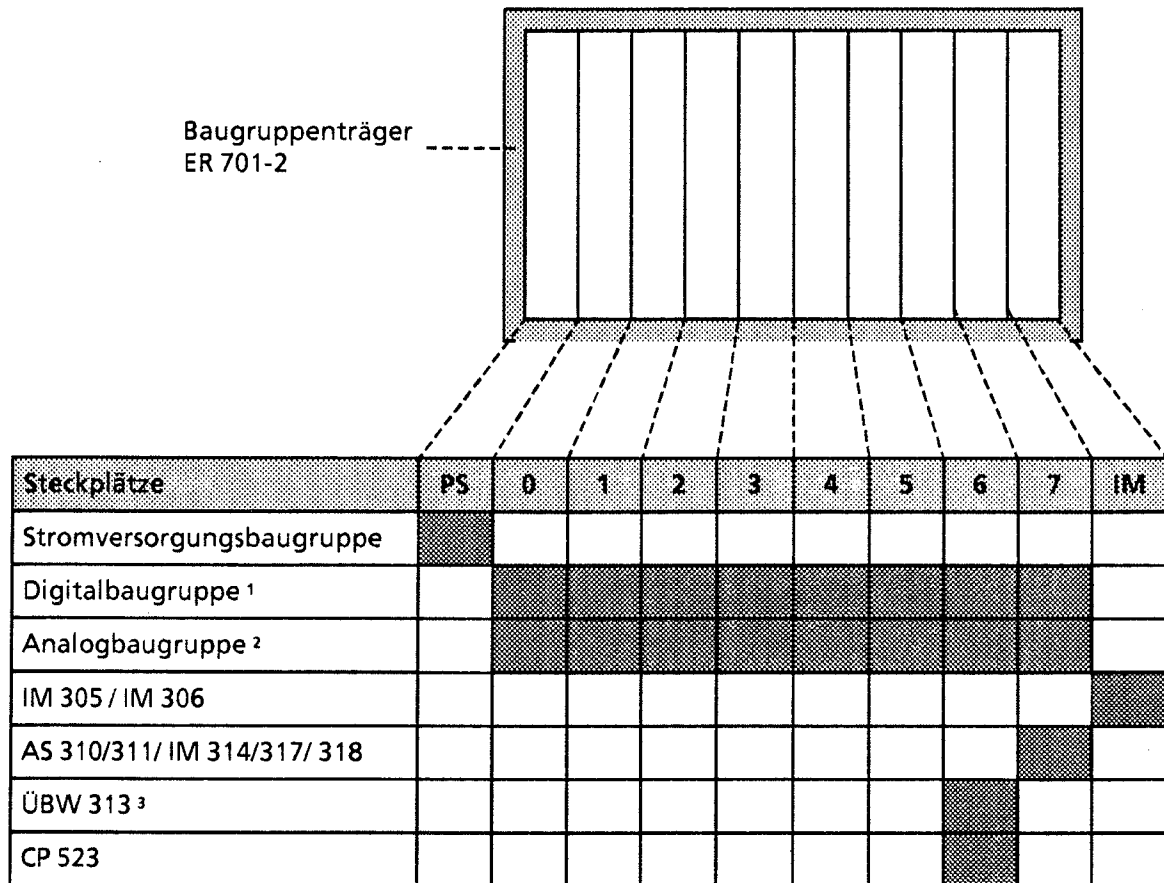 Baugruppenträger
ER 701-2
Steckplätze PS 0 1 2 3 4 5 6 7 IM
Stromversorgungsbaugruppe
Digitalbaugruppe ¹
Analogbaugruppe ²
IM 305 / IM 306
AS 310/311/ IM 314/317/ 318
ÜBW 313 ³
CP 523